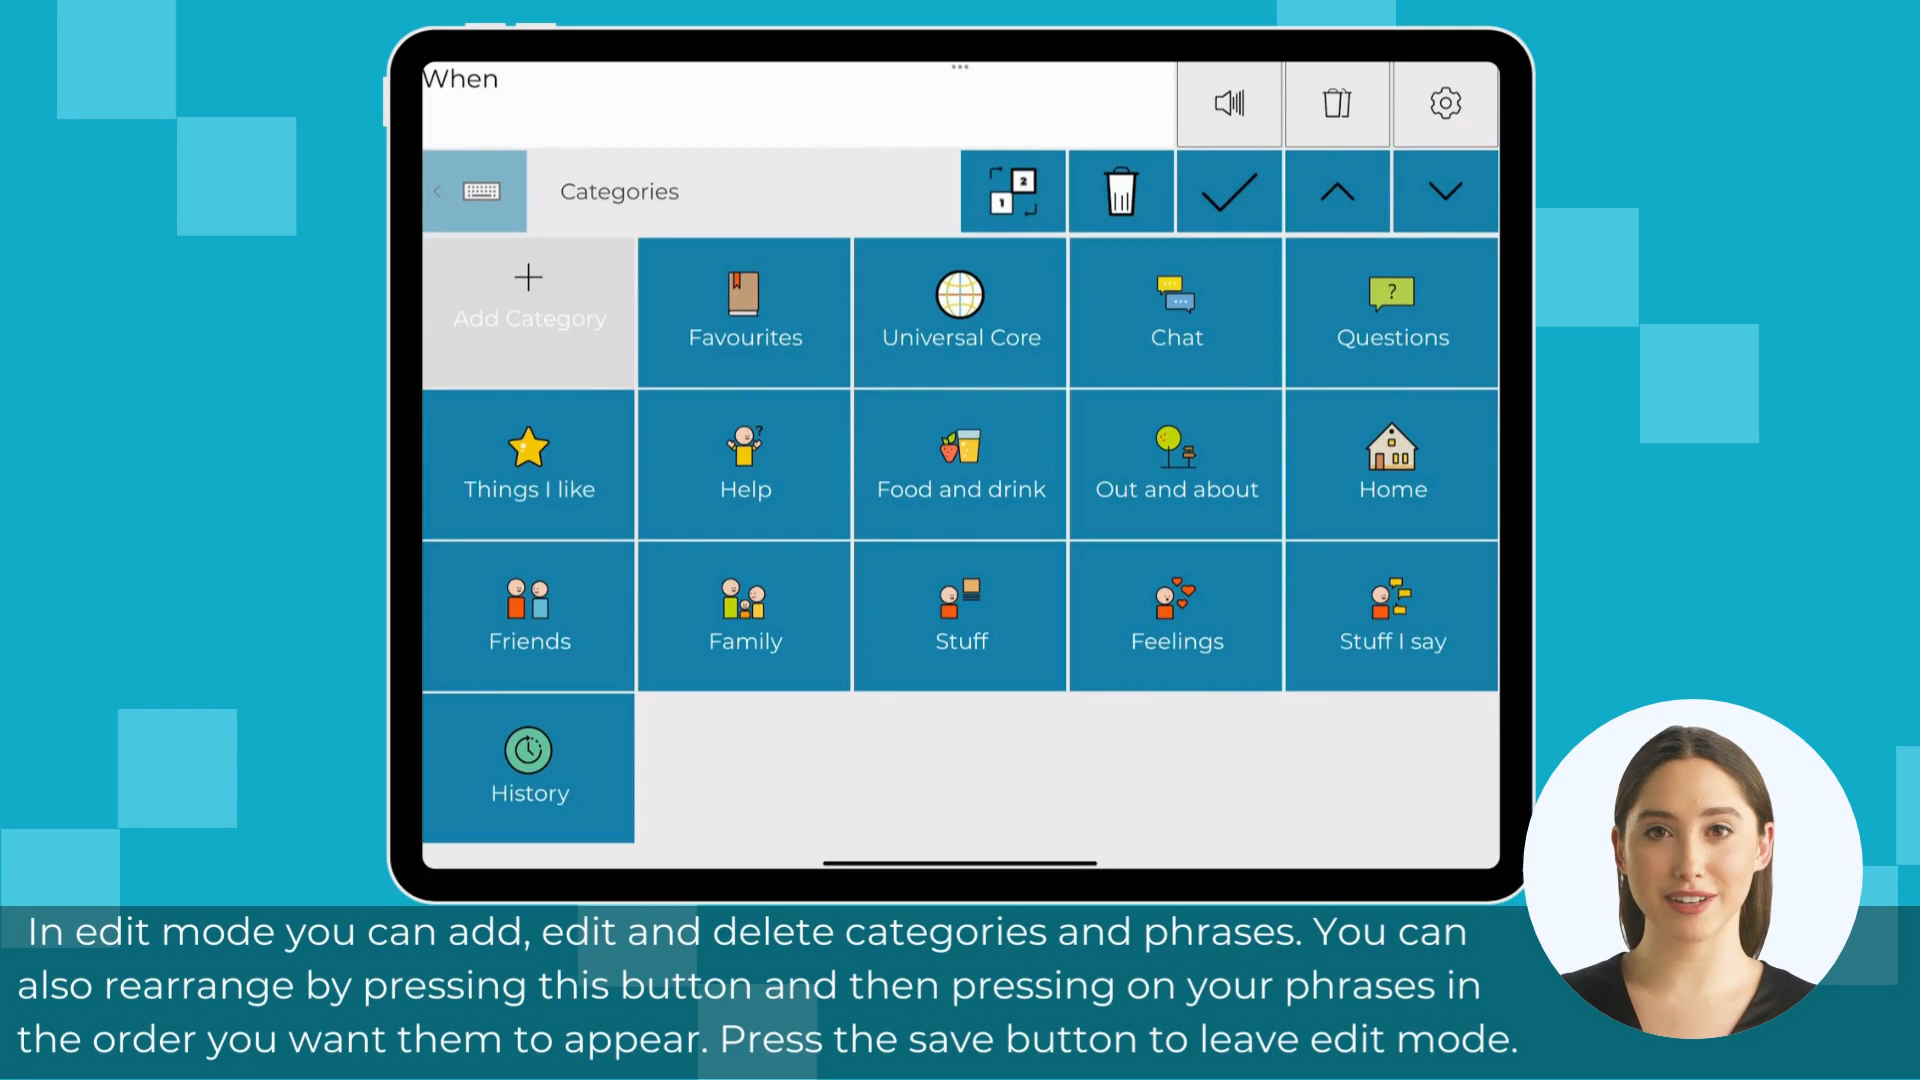 When
Categories
2
1
Add Category
Favourites
Universal Core
Chat
?
Questions
Things I like
?
Help
Food and drink
Out and about
Home
Friends
Family
Stuff
Feelings
Stuff I say
History
In edit mode you can add, edit and delete categories and phrases. You can
also rearrange by pressing this button and then pressing on your phrases in
the order you want them to appear. Press the save button to leave edit mode.